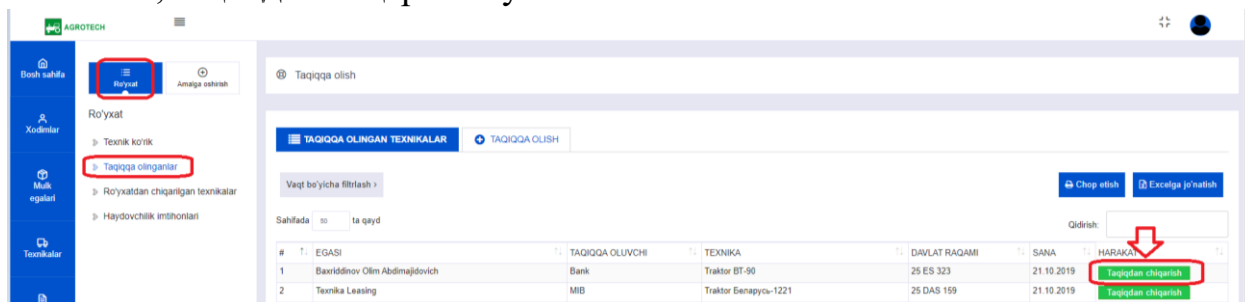 AGROTECH
Bosh sahifa
Xodimlar
Mulk egalari
Texnikalar
Ro'yxat
Amalga oshirish
Ro'yxat
Texnik ko'rik
Taqiqqa olinganlar
Ro'yxatdan chiqarilgan texnikalar
Haydovchilik imtihonlari
Taqiqqa olish
TAQIQQA OLINGAN TEXNIKALAR
TAQIQQA OLISH
Vaqt bo'yicha filtrlash ›
Chop etish
Excelga jo'natish
Sahifada 50 ta qayd
Qidirish:
# EGASI TAQIQQA OLUVCHI TEXNIKA DAVLAT RAQAMI SANA HARAKAT
1 Baxriddinov Olim Abdimajidovich Bank Traktor BT-90 25 ES 323 21.10.2019 Taqiqdan chiqarish
2 Texnika Leasing MIB Traktor Беларусь-1221 25 DAS 159 21.10.2019 Taqiqdan chiqarish